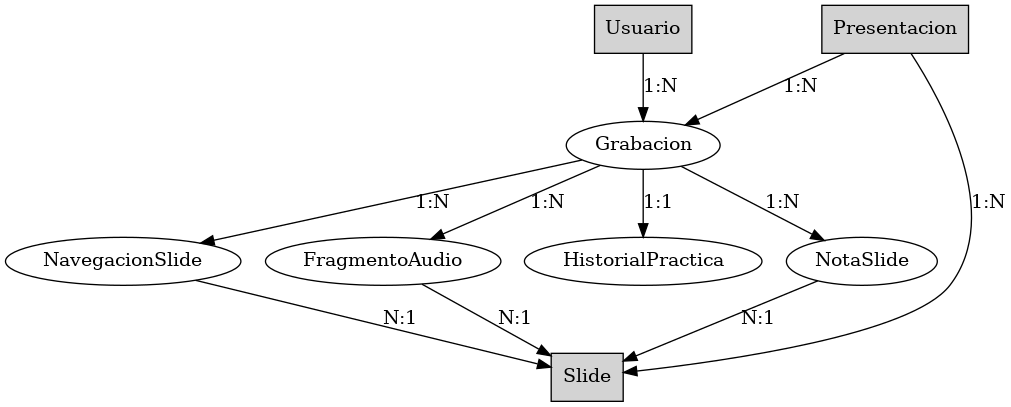 Usuario
Presentacion
1:N
1:N
Grabacion
1:N
1:N
1:1
1:N
1:N
NavegacionSlide
FragmentoAudio
HistorialPractica
NotaSlide
N:1
N:1
N:1
Slide